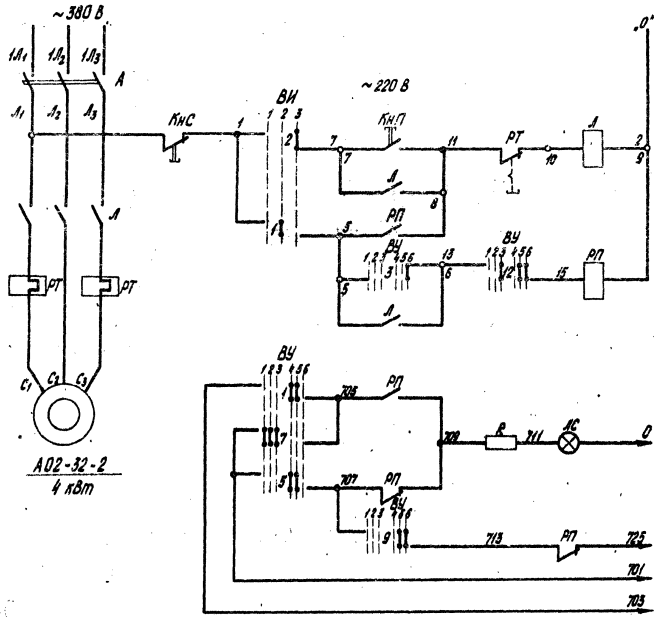 ~380 В
1Л1 1Л2 1Л3 А
Л1 Л2 Л3
КнС
1
ВИ
1 2 3
2
1
~220 В
КнП
7
7
11
РТ
10
Л
2
9
„0"
Л
8
РП
3
ВУ
1 2 3 4 5 6
3
5
13
6
ВУ
1 2 3 4 5 6
12
15
РП
Л
Л
РТ РТ
С1 С2 С3
А02-32-2
4 кВт
ВУ
1 2 3 4 5 6
1
705
РП
7
709
R
711
ЛС
0
5
707
РП
ВУ
1 2 3
9
713
РП
725
701
703